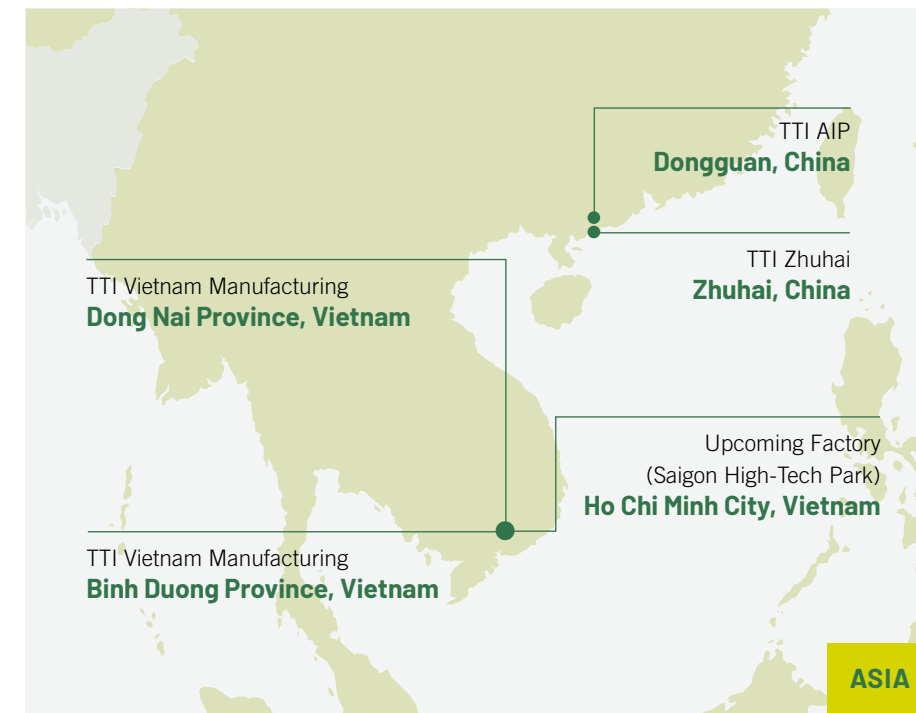 TTI AIP
Dongguan, China
TTI Zhuhai
Zhuhai, China
TTI Vietnam Manufacturing
Dong Nai Province, Vietnam
Upcoming Factory
(Saigon High-Tech Park)
Ho Chi Minh City, Vietnam
TTI Vietnam Manufacturing
Binh Duong Province, Vietnam
ASIA